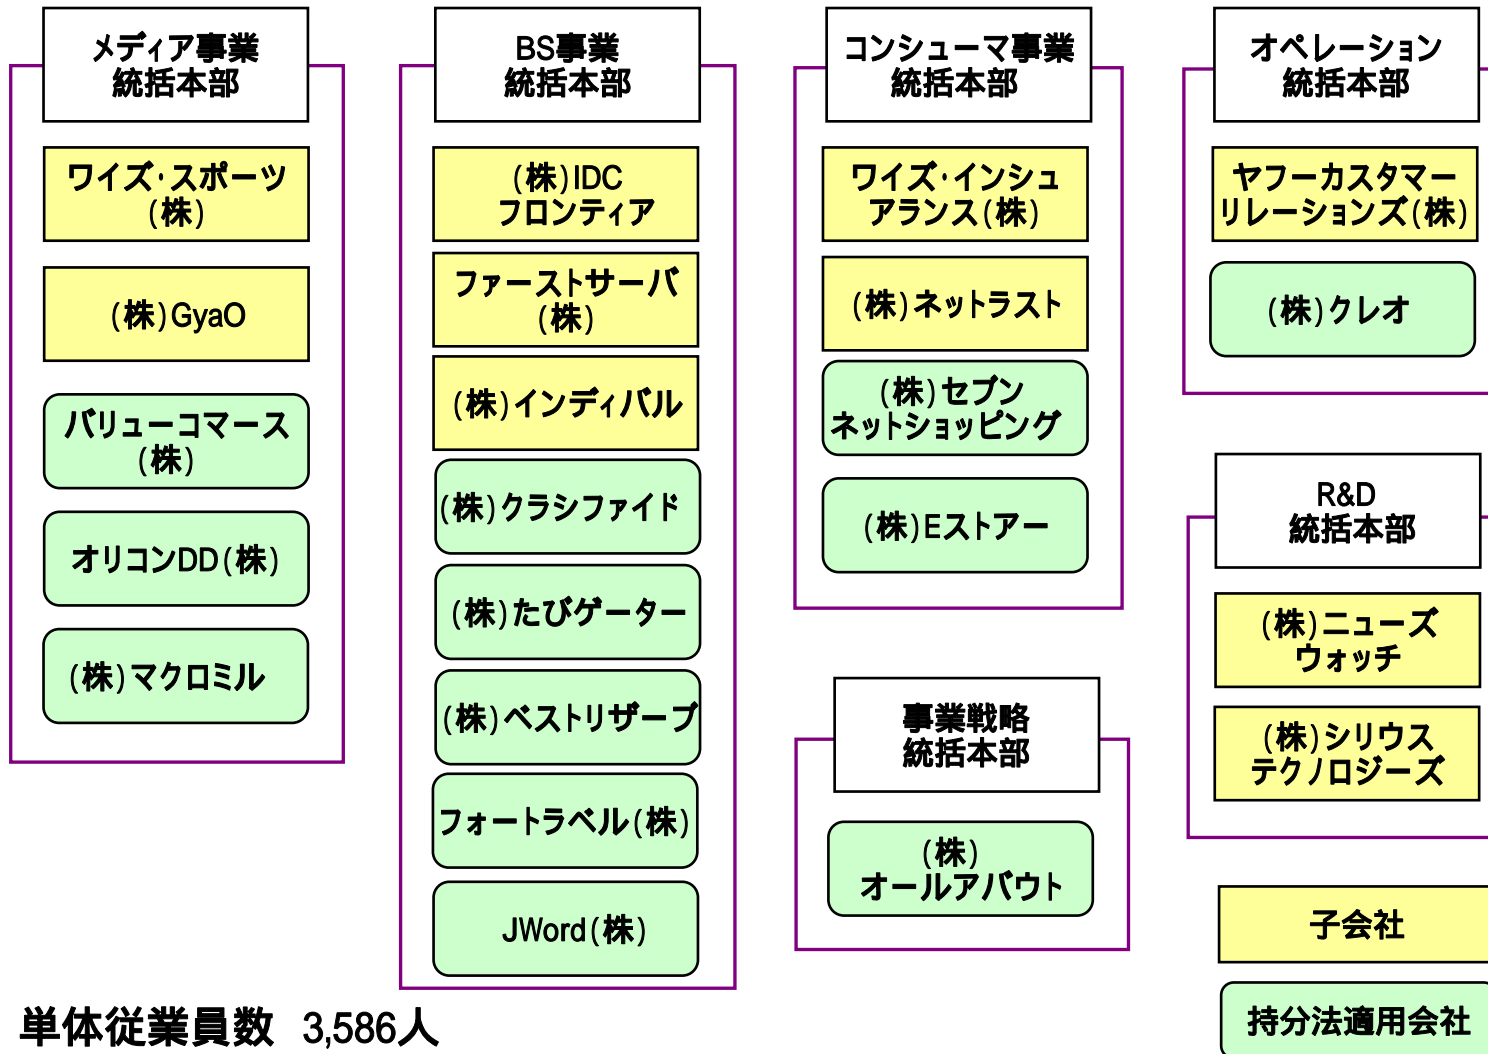 メディア事業
統括本部
ワイズ・スポーツ
(株)
(株)GyaO
バリューコマース
(株)
オリコンDD(株)
(株)マクロミル
BS事業
統括本部
(株)IDC
フロンティア
ファーストサーバ
(株)
(株)インディバル
(株)クラシファイド
(株)たびゲーター
(株)ベストリザーブ
フォートラベル(株)
JWord(株)
コンシューマ事業
統括本部
ワイズ・インシュ
アランス(株)
(株)ネットラスト
(株)セブン
ネットショッピング
(株)Eストアー
事業戦略
統括本部
(株)
オールアバウト
オペレーション
統括本部
ヤフーカスタマー
リレーションズ(株)
(株)クレオ
R&D
統括本部
(株)ニューズ
ウォッチ
(株)シリウス
テクノロジーズ
子会社
持分法適用会社
単体従業員数 3,586人